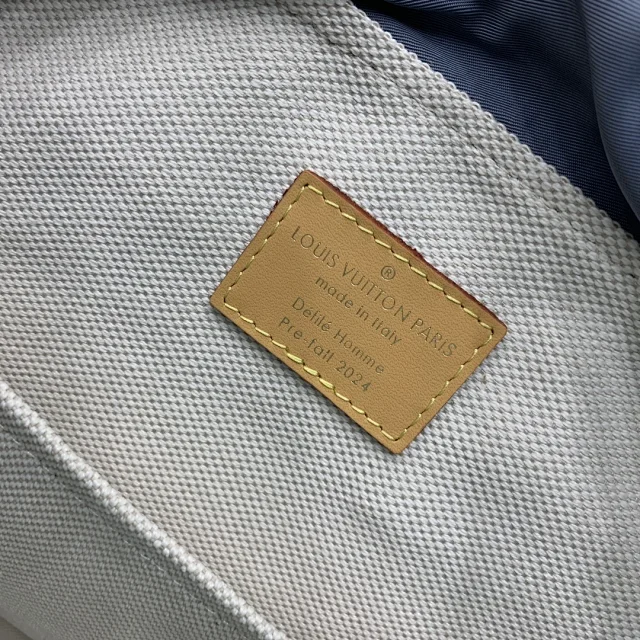 LOUIS VUITTON PARIS
®
made in Italy
Défilé Homme
Pre-fall 2024